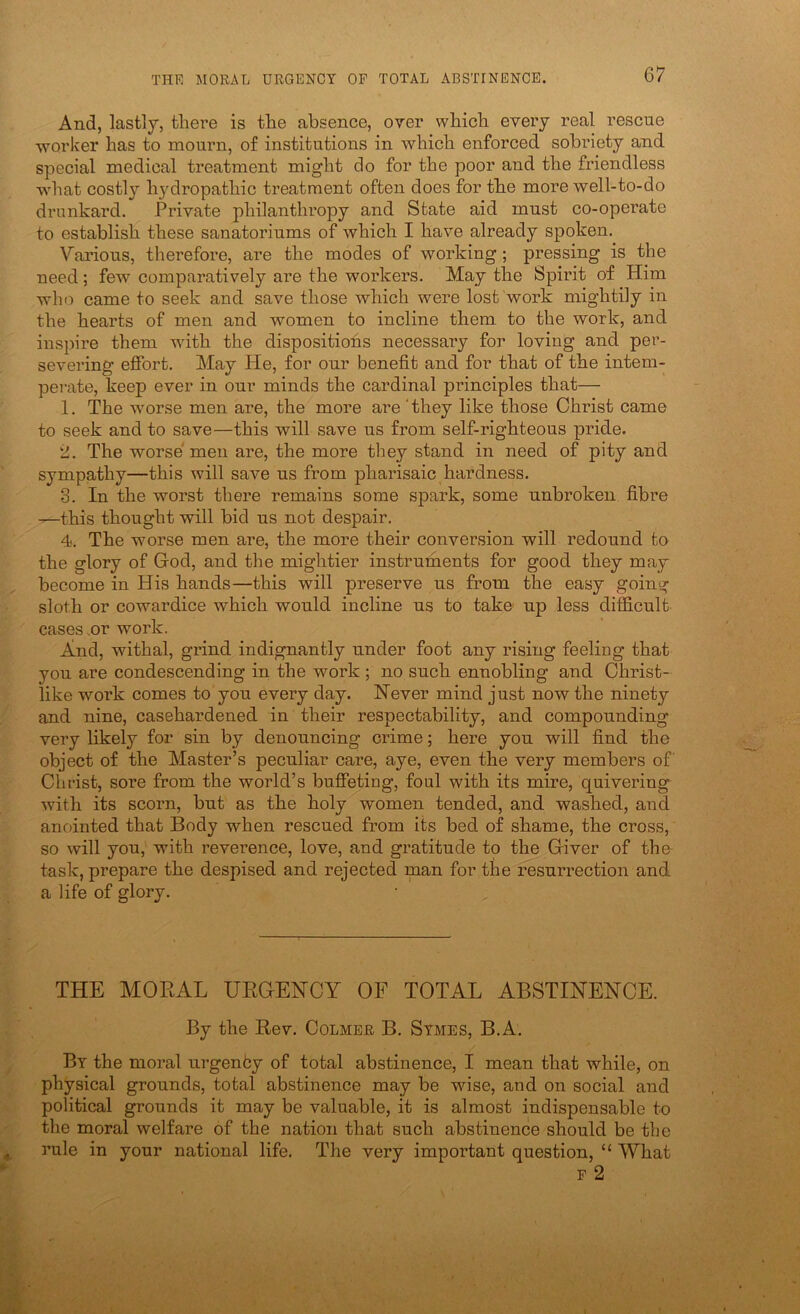 THE MORAL URGENCY OF TOTAL ABSTINENCE. 67
And, lastly, there is the absence, over which every real rescue
worker has to mourn, of institutions in which enforced sobriety and
special medical treatment might do for the poor and the friendless
what costly hydropathic treatment often does for the more well-to-do
drunkard. Private philanthropy and State aid must co-operate
to establish these sanatoriums of which I have already spoken.
Various, therefore, are the modes of working; pressing is the
need; few comparatively are the workers. May the Spirit of Him
who came to seek and save those which were lost work mightily in
the hearts of men and women to incline them to the work, and
inspire them with the dispositions necessary for loving and per-
severing effort. May He, for our benefit and for that of the intem-
perate, keep ever in our minds the cardinal principles that—
1. The worse men are, the more are they like those Christ came
to seek and to save—this will save us from self-righteous pride.
2. The worse men are, the more they stand in need of pity and
sympathy—this will save us from pharisaic hardness.
3. In the worst there remains some spark, some unbroken fibre
—this thought will bid us not despair.
4. The worse men are, the more their conversion will redound to
the glory of God, and the mightier instruments for good they may
become in His hands—this will preserve us from the easy going
sloth or cowardice which would incline us to take up less difficult
cases or work.
And, withal, grind indignantly under foot any rising feeling that
you are condescending in the work; no such ennobling and Christ-
like work comes to you every day. Never mind just now the ninety
and nine, casehardened in their respectability, and compounding
very likely for sin by denouncing crime; here you will find the
object of the Master's peculiar care, aye, even the very members of
Christ, sore from the world's buffeting, foul with its mire, quivering
with its scorn, but as the holy women tended, and washed, and
anointed that Body when rescued from its bed of shame, the cross,
so will you, with reverence, love, and gratitude to the Giver of the
task, prepare the despised and rejected man for the resurrection and
a life of glory.
THE MORAL URGENCY OF TOTAL ABSTINENCE.
By the Rev. COLMER B. SYMES, B.A.
BY the moral urgency of total abstinence, I mean that while, on
physical grounds, total abstinence may be wise, and on social and
political grounds it may be valuable, it is almost indispensable to
the moral welfare of the nation that such abstinence should be the
rule in your national life. The very important question, “ What
F 2